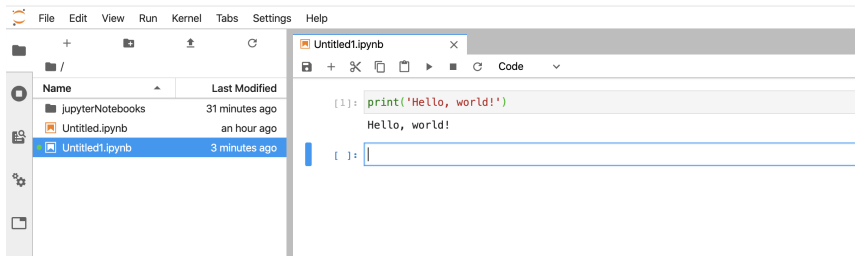 File Edit View Run Kernel Tabs Settings Help
/
Name Last Modified
jupyterNotebooks 31 minutes ago
Untitled.ipynb an hour ago
Untitled1.ipynb 3 minutes ago
Untitled1.ipynb
Code
[1]: print('Hello, world!')
Hello, world!
[ ]: